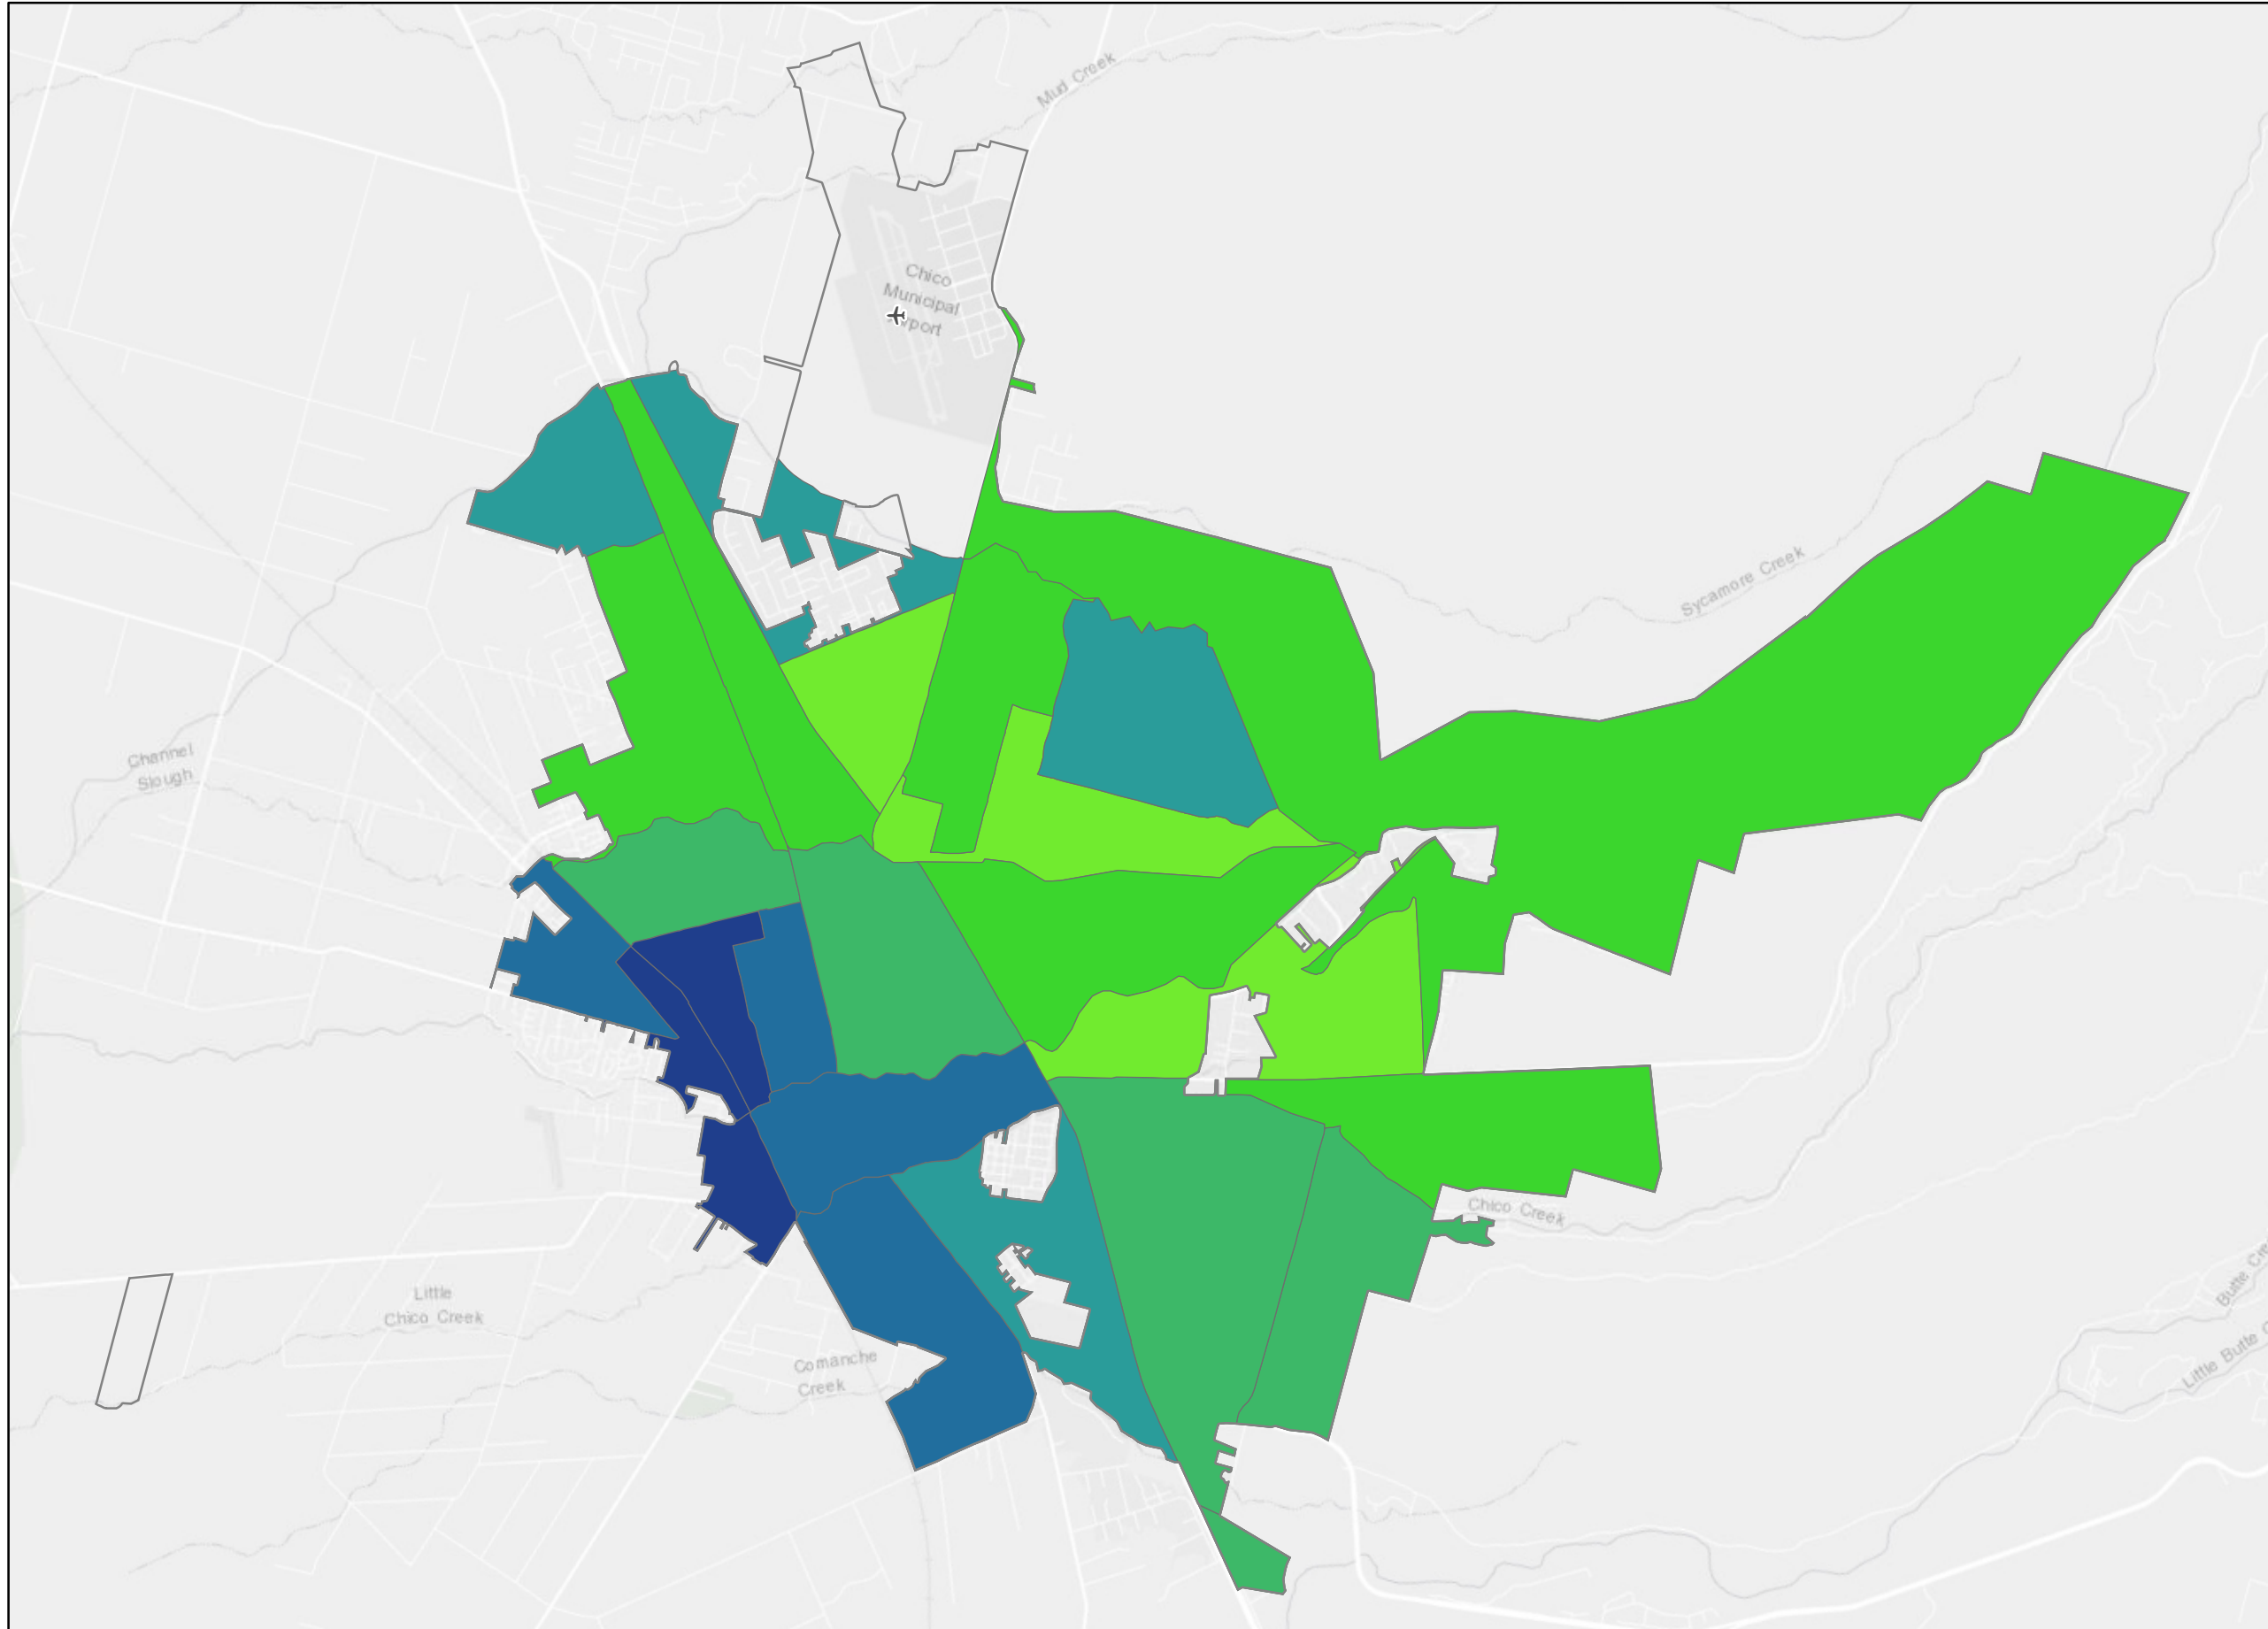 Mud Creek
Chico
Municipal
Sycamore Creek
Channel
Slough
Chico Creek
Little
Chico Creek
Comanche
Creek
Butte
Little Butte